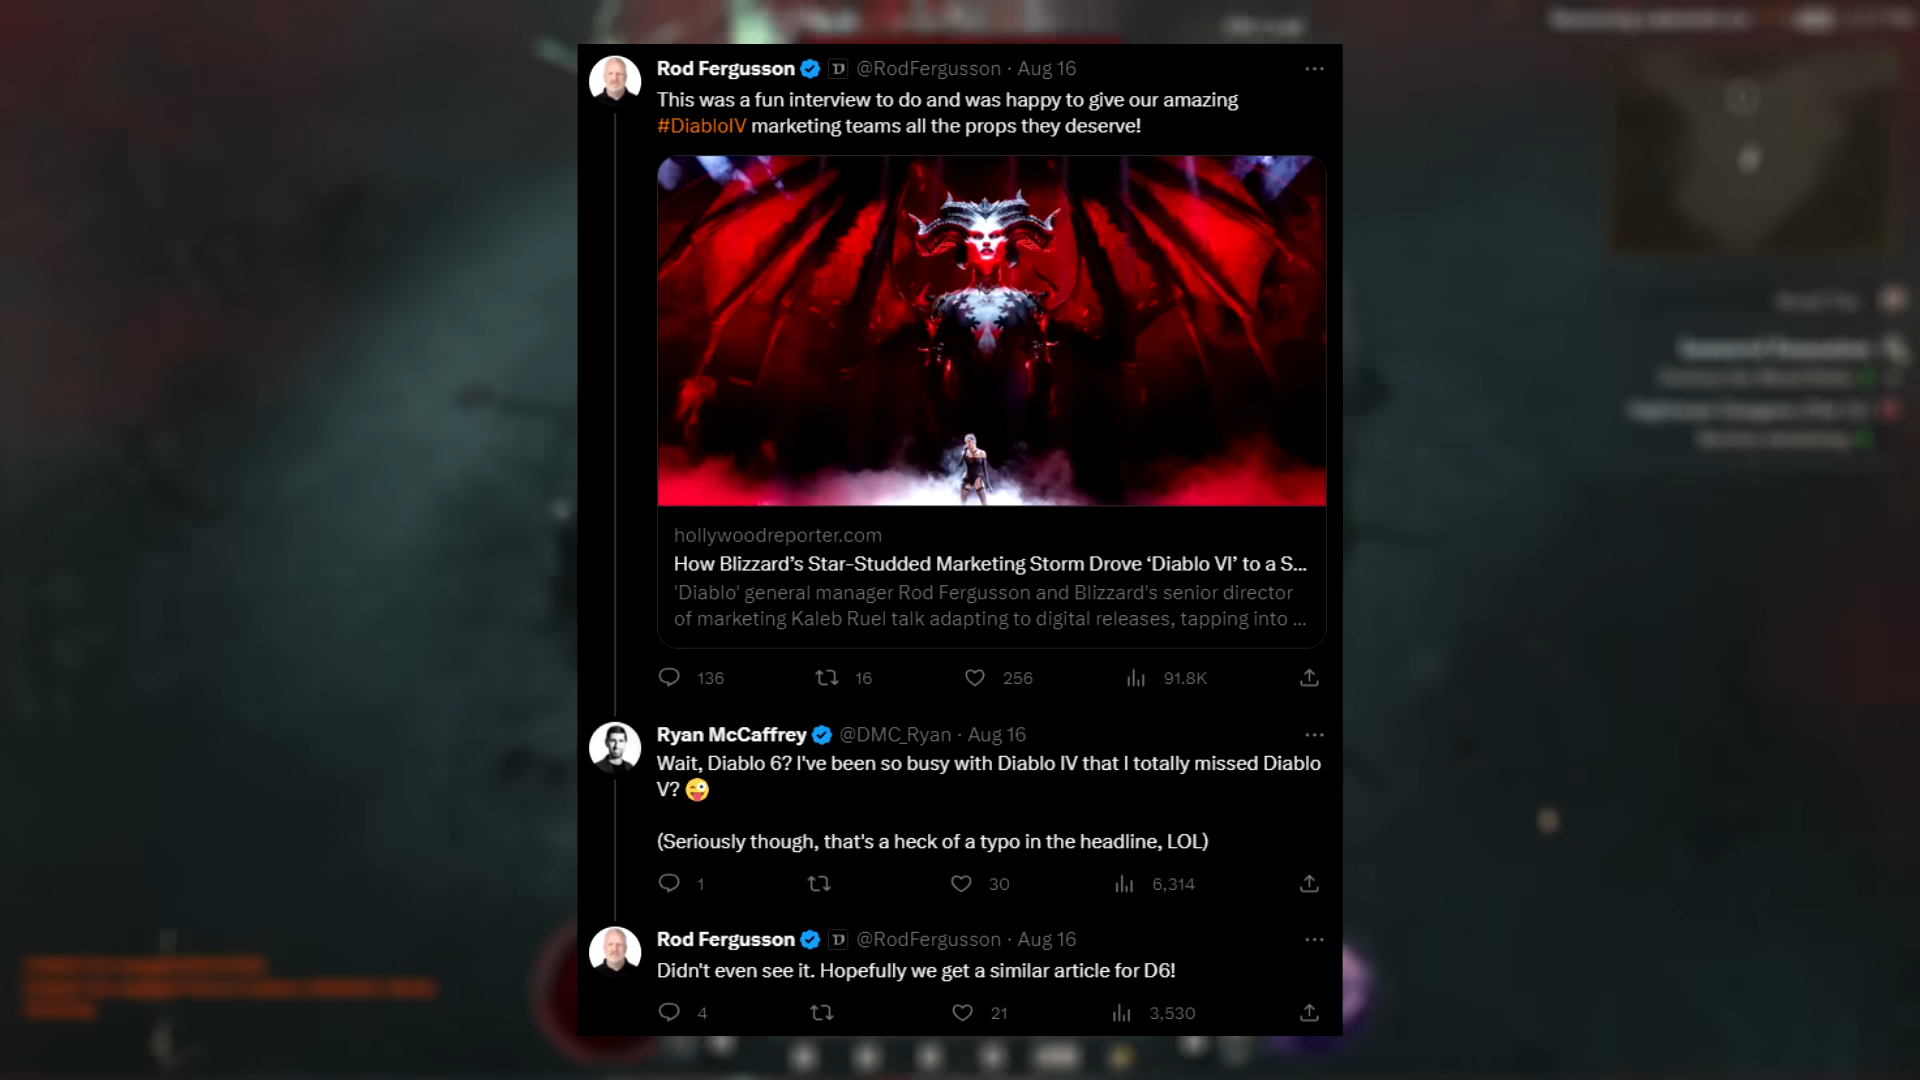 Rod Fergusson D @RodFergusson · Aug 16
This was a fun interview to do and was happy to give our amazing
#DiabloIV marketing teams all the props they deserve!
hollywoodreporter.com
How Blizzard’s Star-Studded Marketing Storm Drove ‘Diablo VI’ to a S...
'Diablo' general manager Rod Fergusson and Blizzard's senior director
of marketing Kaleb Ruel talk adapting to digital releases, tapping into ...
136 16 256 91.8K
Ryan McCaffrey @DMC_Ryan · Aug 16
Wait, Diablo 6? I've been so busy with Diablo IV that I totally missed Diablo
V? 😜
(Seriously though, that's a heck of a typo in the headline, LOL)
1 30 6,314
Rod Fergusson D @RodFergusson · Aug 16
Didn't even see it. Hopefully we get a similar article for D6!
4 21 3,530